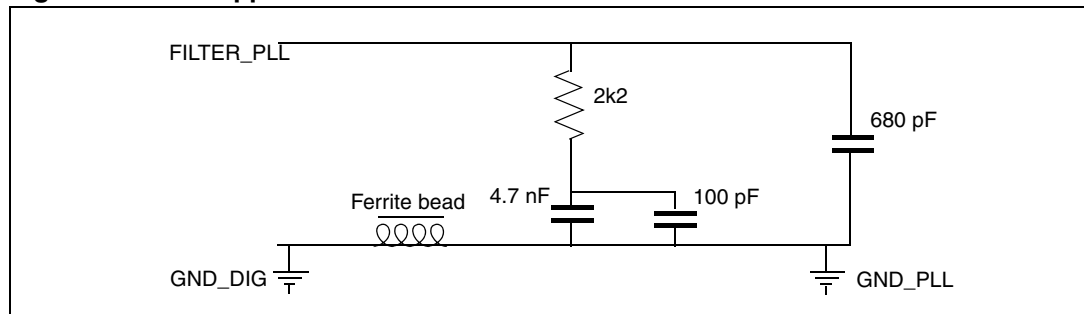 FILTER_PLL
2k2
680 pF
Ferrite bead
4.7 nF
100 pF
GND_DIG
GND_PLL